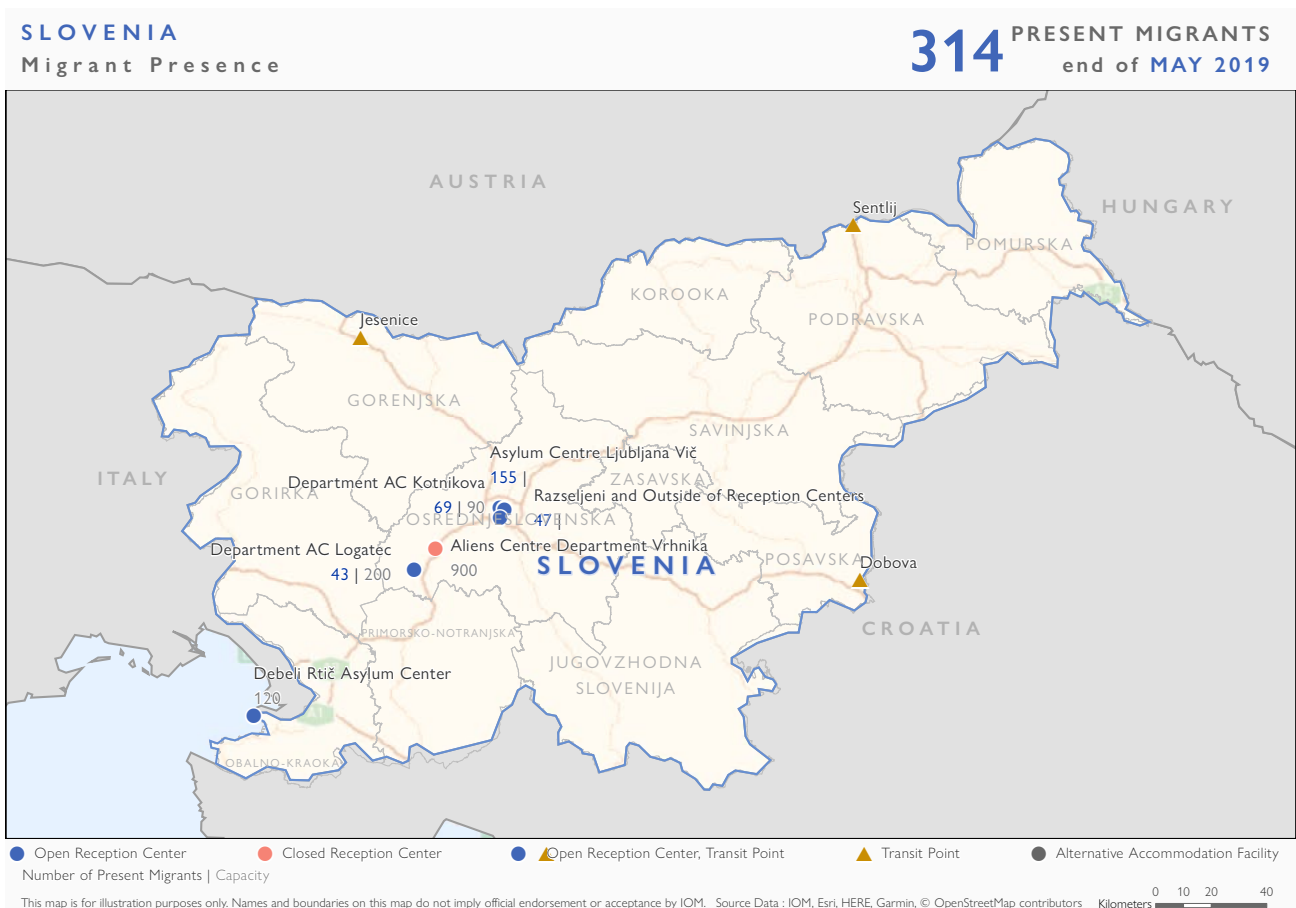 SLOVENIA
Migrant Presence
314 PRESENT MIGRANTS
end of MAY 2019
AUSTRIA
HUNGARY
Sentlij
POMURSKA
KOROOKA
PODRAVSKA
Jesenice
GORENJSKA
SAVINJSKA
ITALY
Asylum Centre Ljubljana Vič
155 |
ZASAVSKA
Department AC Kotnikova
69 | 90
GORIRKA
Razseljeni and Outside of Reception Centers
47 |
OSREDNJESLOVENSKA
Department AC Logatec
43 | 200
Aliens Centre Department Vrhnika
900
SLOVENIA
POSAVSKA
Dobova
CROATIA
PRIMORSKO-NOTRANJSKA
JUGOVZHODNA
SLOVENIJA
Debeli Rtič Asylum Center
120
OBALNO-KRAOKA
Open Reception Center
Closed Reception Center
Open Reception Center, Transit Point
Transit Point
Alternative Accommodation Facility
Number of Present Migrants | Capacity
This map is for illustration purposes only. Names and boundaries on this map do not imply official endorsement or acceptance by IOM. Source Data : IOM, Esri, HERE, Garmin, © OpenStreetMap contributors
Kilometers
0 10 20 40